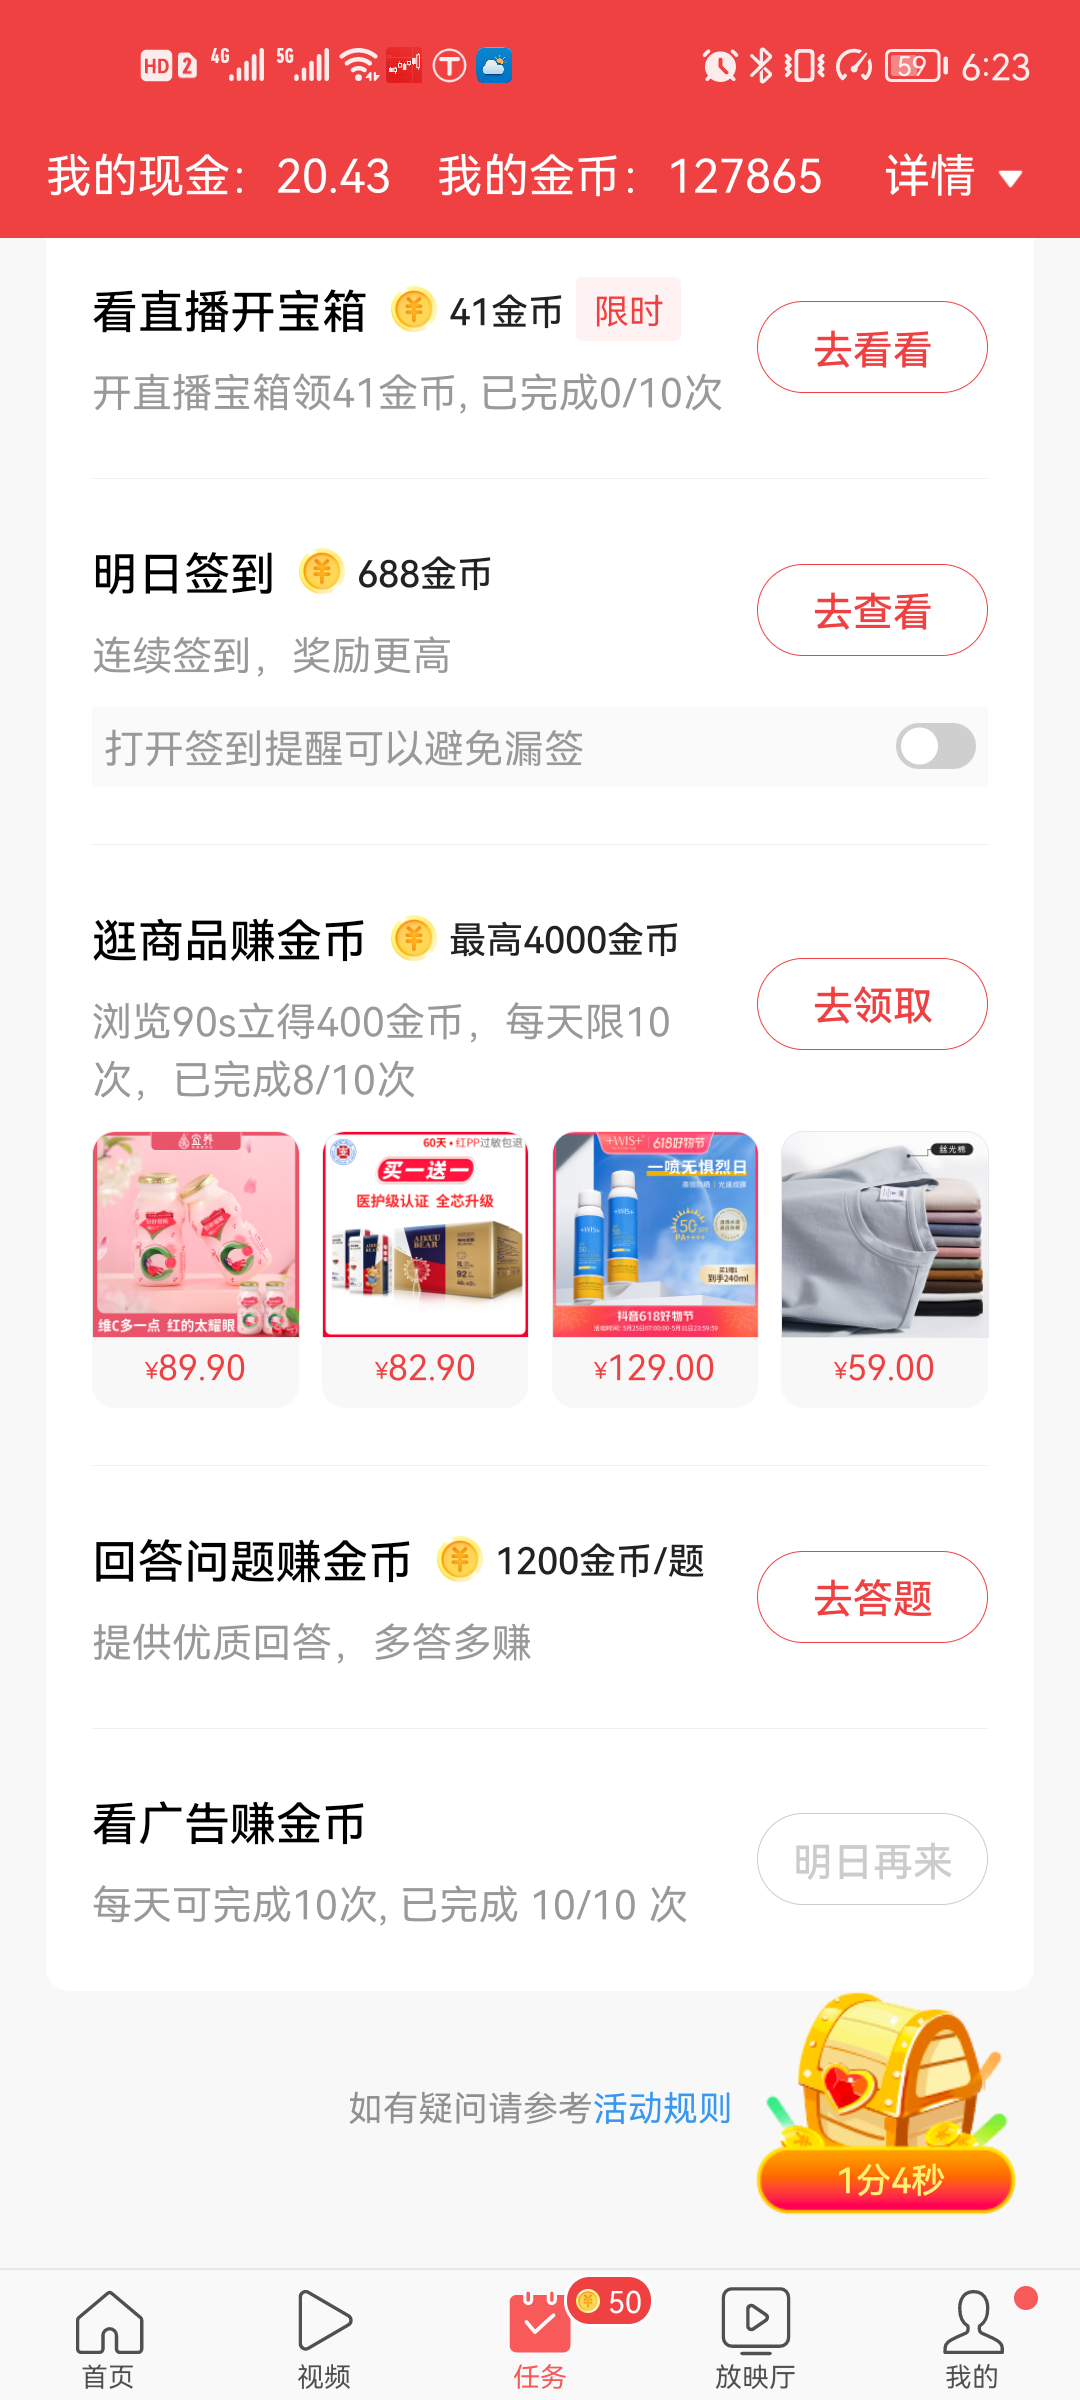 HD 2 4G 5G T 59 6:23
我的现金： 20.43 我的金币： 127865 详情
看直播开宝箱 41金币 限时
去看看
开直播宝箱领41金币, 已完成0/10次
明日签到 688金币
去查看
连续签到，奖励更高
打开签到提醒可以避免漏签
逛商品赚金币 最高4000金币
去领取
浏览90s立得400金币，每天限10
次，已完成8/10次
60天•红PP过敏包退
买一送一
医护级认证 全芯升级
AIKUU
BEAR
92
+WIS+ 618好物节
一喷无惧烈日
50
PA++++
买1赠1
到手240ml
抖音618好物节
丝光棉
维C多一点 红的太耀眼
¥89.90 ¥82.90 ¥129.00 ¥59.00
回答问题赚金币 1200金币/题
去答题
提供优质回答，多答多赚
看广告赚金币
明日再来
每天可完成10次, 已完成 10/10 次
如有疑问请参考活动规则
1分4秒
50
首页 视频 任务 放映厅 我的